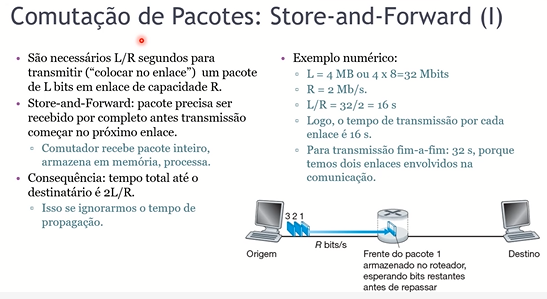 Comutação de Pacotes: Store-and-Forward (I)
• São necessários L/R segundos para
transmitir (“colocar no enlace”) um pacote
de L bits em enlace de capacidade R.
• Store-and-Forward: pacote precisa ser
recebido por completo antes transmissão
começar no próximo enlace.
▫ Comutador recebe pacote inteiro,
armazena em memória, processa.
• Consequência: tempo total até o
destinatário é 2L/R.
▫ Isso se ignorarmos o tempo de
propagação.
• Exemplo numérico:
▫ L = 4 MB ou 4 x 8=32 Mbits
▫ R = 2 Mb/s.
▫ L/R = 32/2 = 16 s
▫ Logo, o tempo de transmissão por cada
enlace é 16 s.
▫ Para transmissão fim-a-fim: 32 s, porque
temos dois enlaces envolvidos na
comunicação.
3 2 1
R bits/s
Origem
Frente do pacote 1
armazenado no roteador,
esperando bits restantes
antes de repassar
Destino